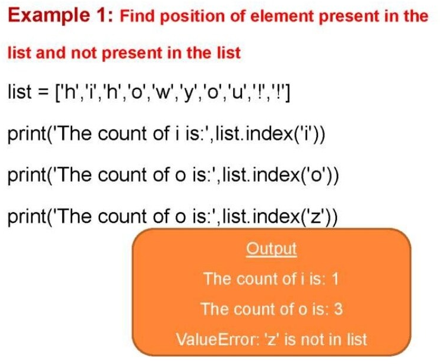 Example 1: Find position of element present in the
list and not present in the list
list = ['h','i','h','o','w','y','o','u','!','!']
print('The count of i is:',list.index('i'))
print('The count of o is:',list.index('o'))
print('The count of o is:',list.index('z'))
Output
The count of i is: 1
The count of o is: 3
ValueError: 'z' is not in list